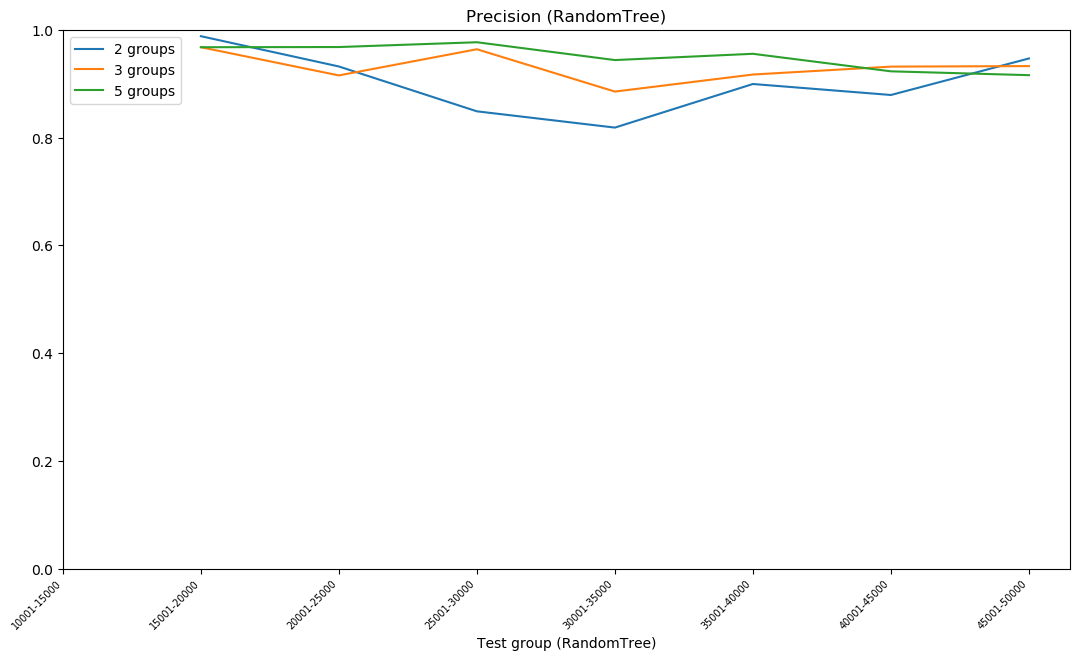 Precision (RandomTree)
2 groups
3 groups
5 groups
1.0
0.8
0.6
0.4
0.2
0.0
10001-15000
15001-20000
20001-25000
25001-30000
30001-35000
35001-40000
40001-45000
45001-50000
Test group (RandomTree)